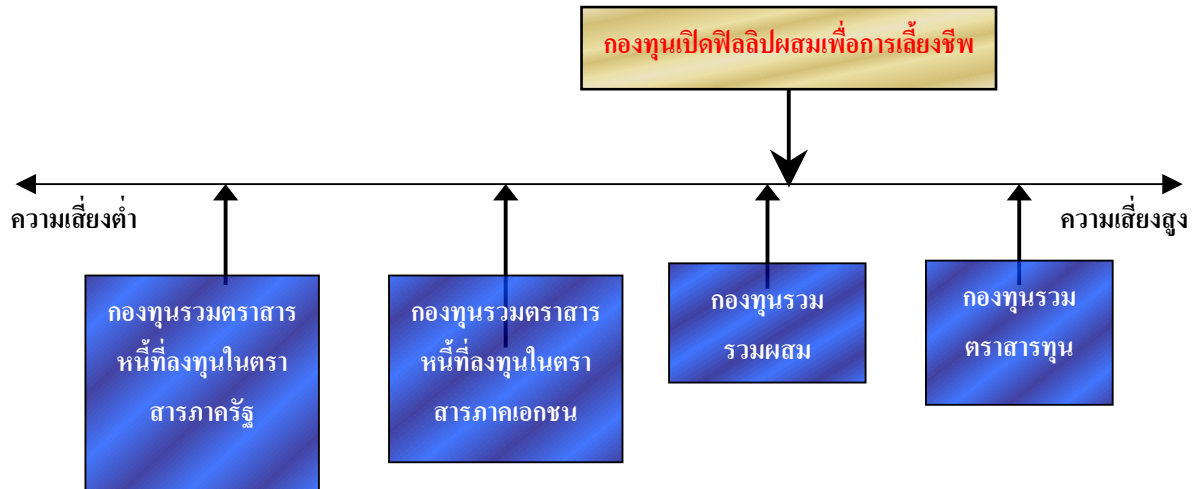 กองทุนเปิดฟิลลิปผสมเพื่อการเลี้ยงชีพ
ความเสี่ยงต่ำ
ความเสี่ยงสูง
กองทุนรวมตราสาร
หนี้ที่ลงทุนในตรา
สารภาครัฐ
กองทุนรวมตราสาร
หนี้ที่ลงทุนในตรา
สารภาคเอกชน
กองทุนรวม
รวมผสม
กองทุนรวม
ตราสารทุน